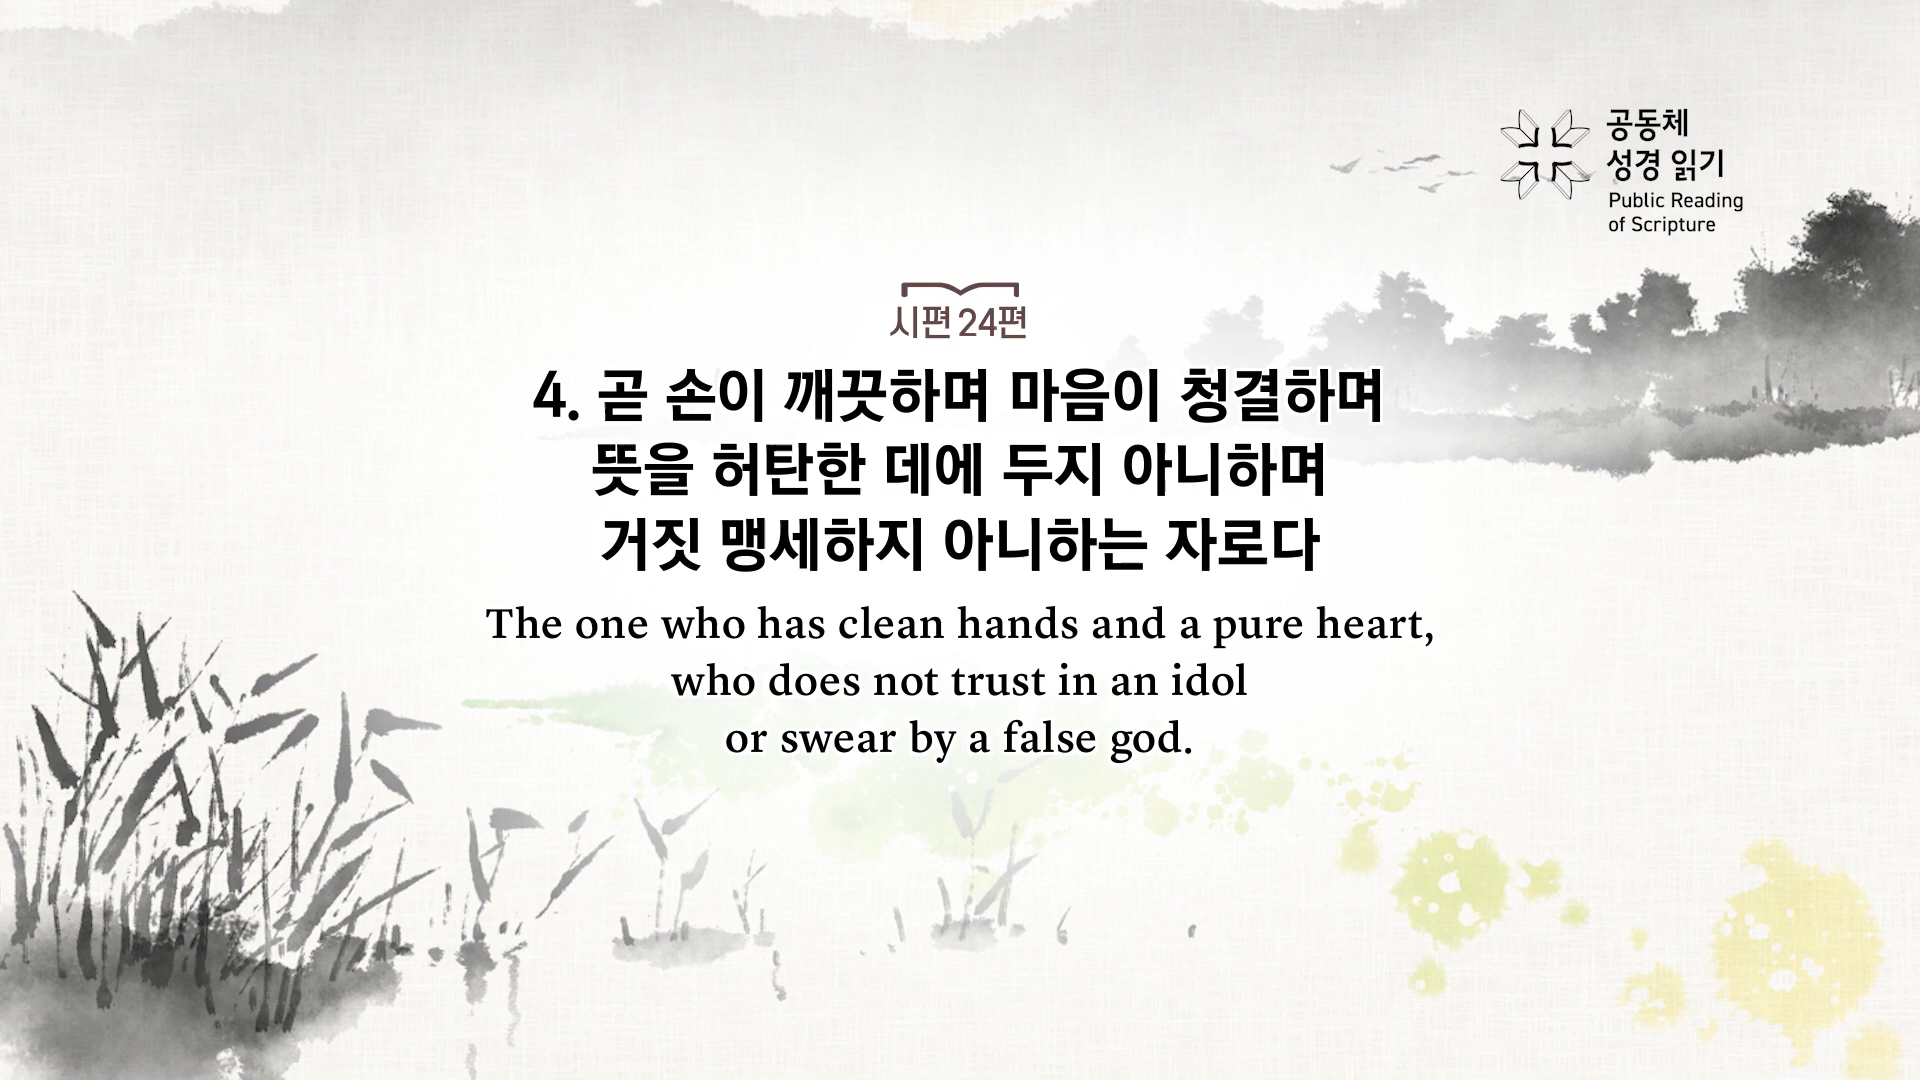 공동체
성경 읽기
Public Reading
of Scripture
시편 24편
4. 곧 손이 깨끗하며 마음이 청결하며
뜻을 허탄한 데에 두지 아니하며
거짓 맹세하지 아니하는 자로다
The one who has clean hands and a pure heart,
who does not trust in an idol
or swear by a false god.